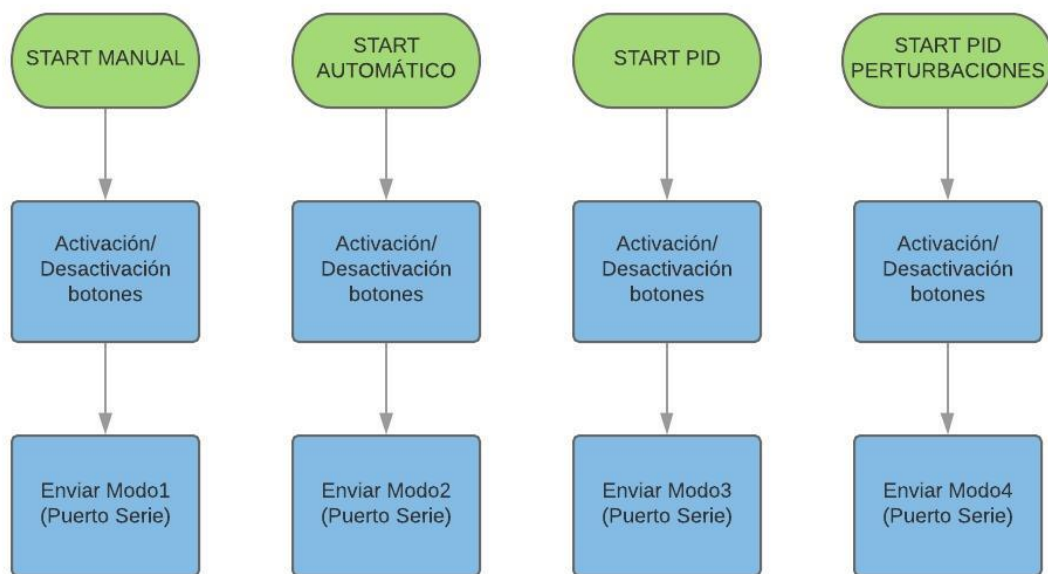 START MANUAL
START
AUTOMÁTICO
START PID
START PID
PERTURBACIONES
Activación/
Desactivación
botones
Activación/
Desactivación
botones
Activación/
Desactivación
botones
Activación/
Desactivación
botones
Enviar Modo1
(Puerto Serie)
Enviar Modo2
(Puerto Serie)
Enviar Modo3
(Puerto Serie)
Enviar Modo4
(Puerto Serie)